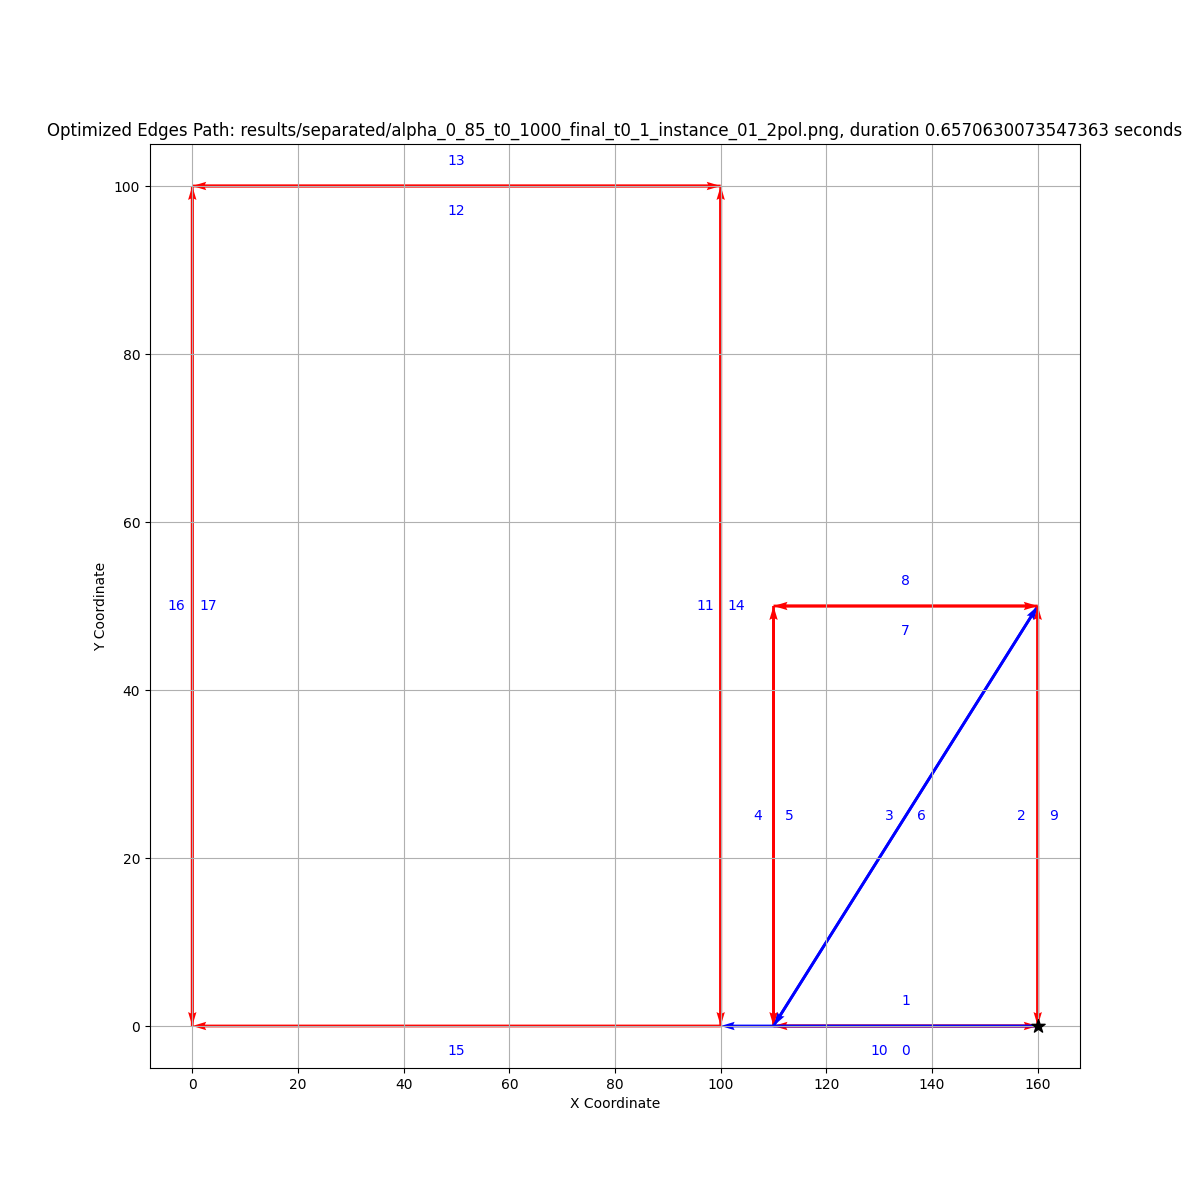 Optimized Edges Path: results/separated/alpha_0_85_t0_1000_final_t0_1_instance_01_2pol.png, duration 0.6570630073547363 seconds
13
100
12
80
60
Y Coordinate
8
16 17 11 14
7
40
4 5 3 6 2 9
20
1
0
15 10 0
0 20 40 60 80 100 120 140 160
X Coordinate